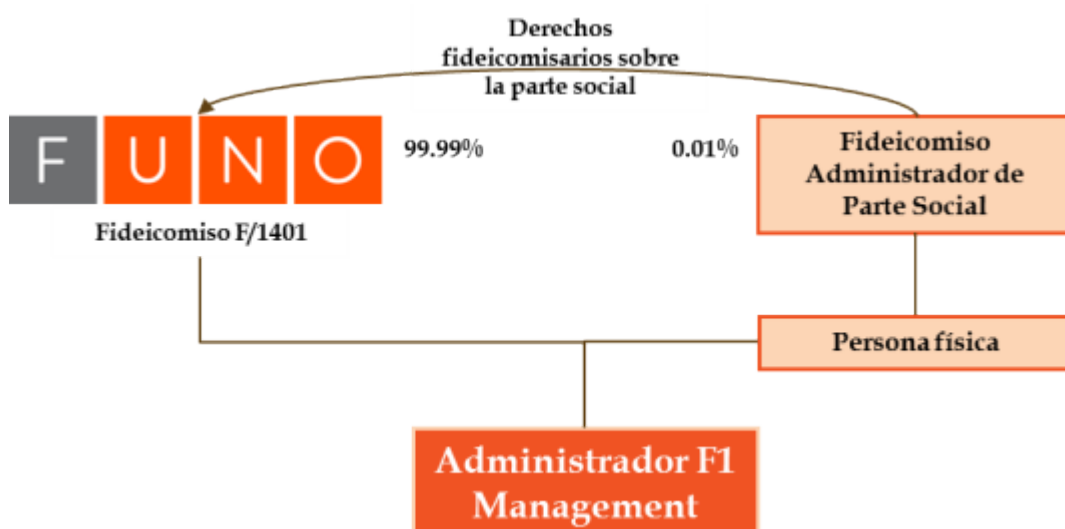 Derechos
fideicomisarios sobre
la parte social
FUNO
99.99%
0.01%
Fideicomiso
Administrador de
Parte Social
Fideicomiso F/1401
Persona física
Administrador F1
Management